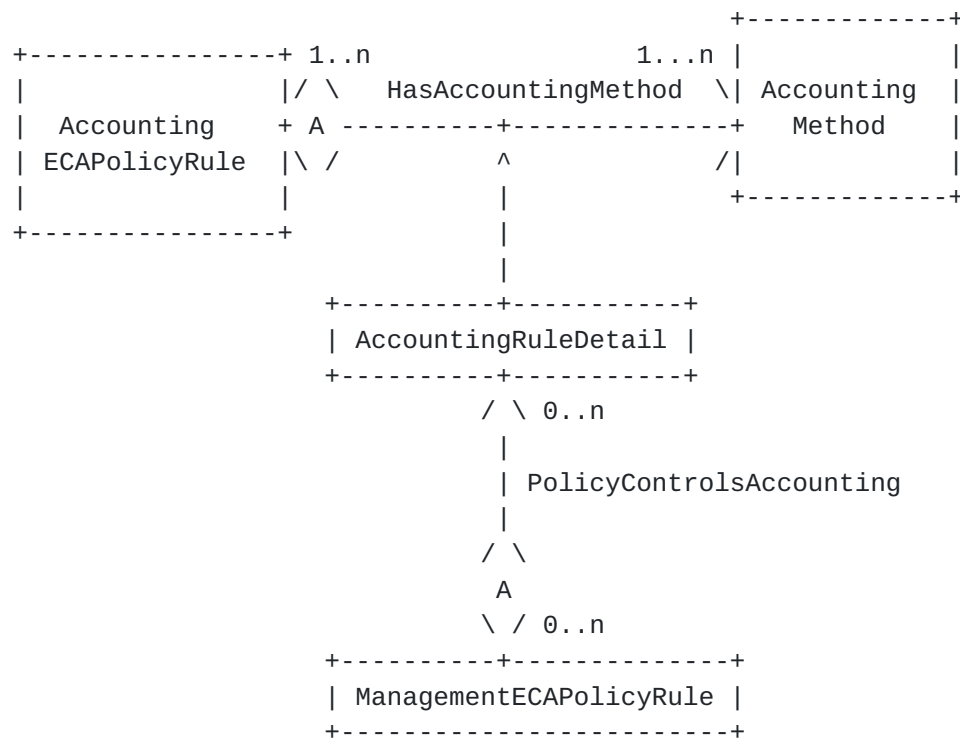 1..n 1...n
HasAccountingMethod Accounting
Accounting A Method
ECAPolicyRule
AccountingRuleDetail
0..n
PolicyControlsAccounting
A
0..n
ManagementECAPolicyRule